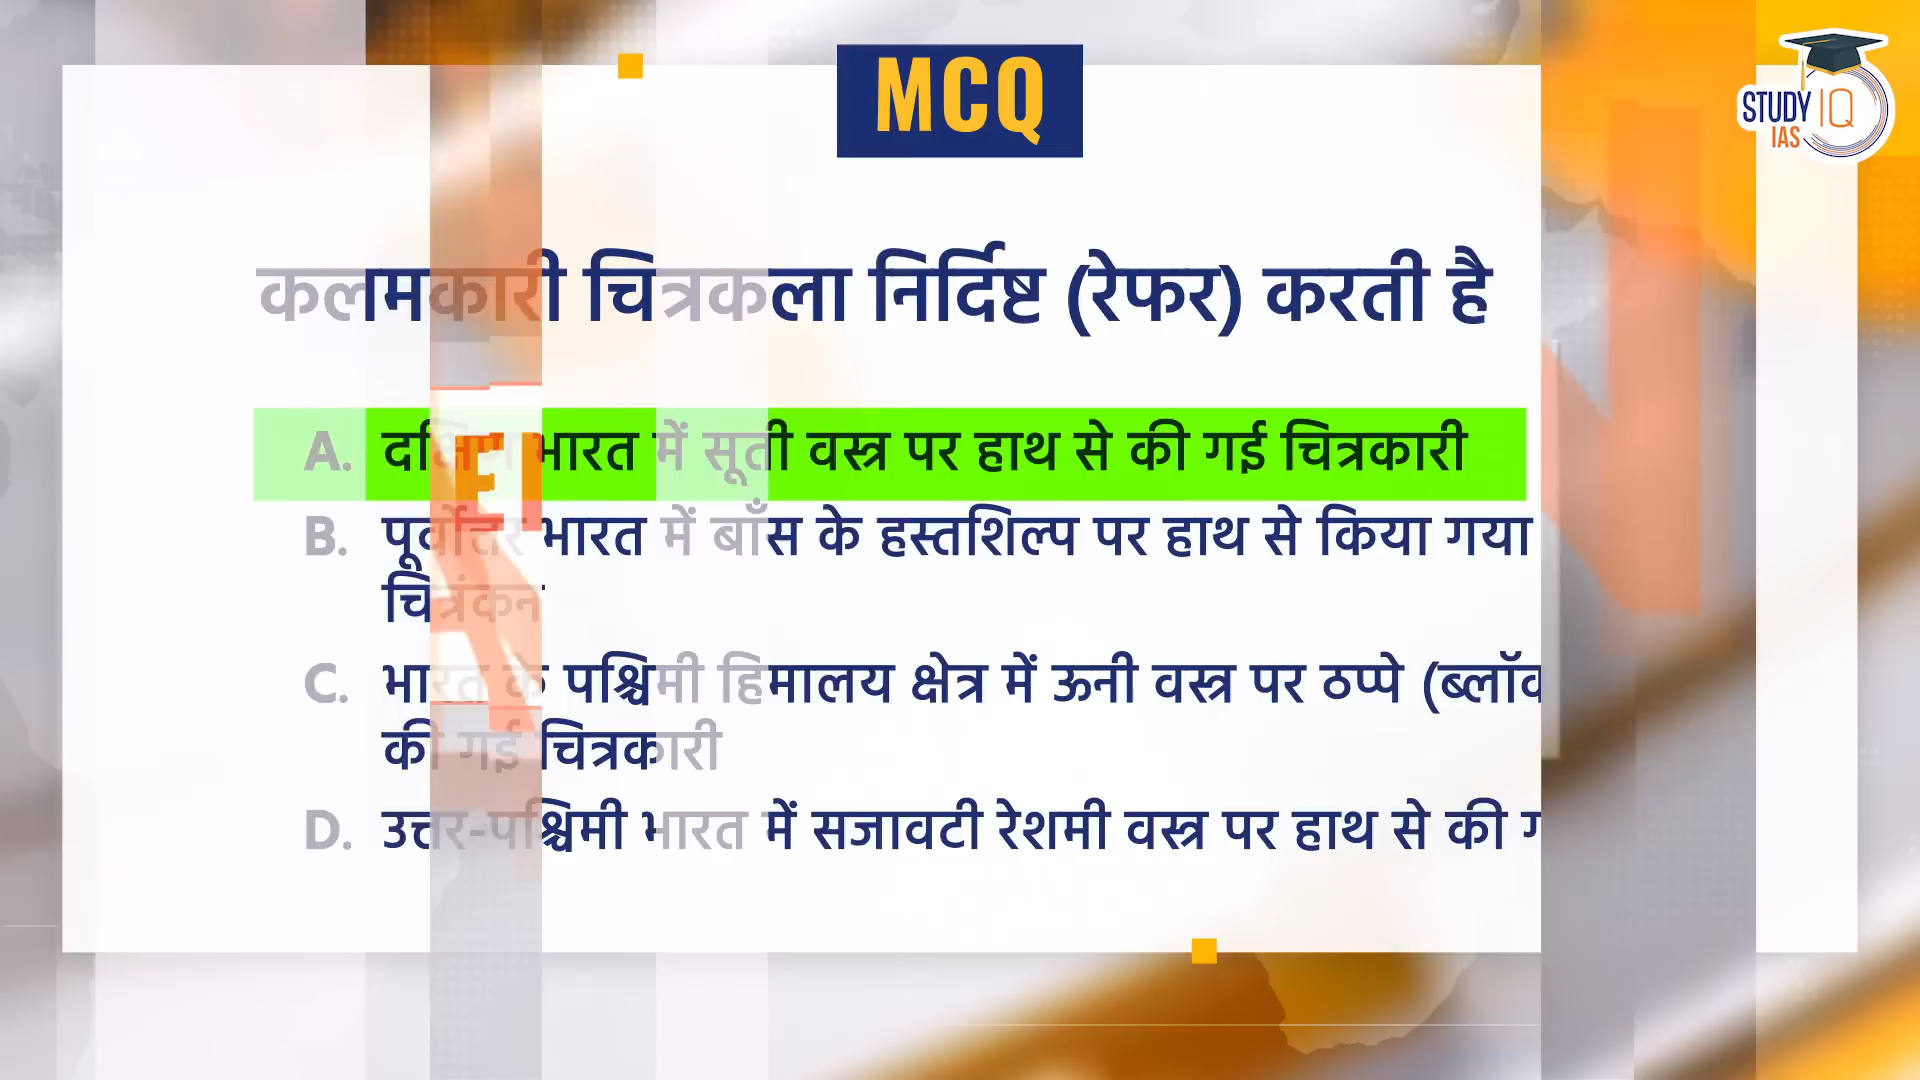 MCQ
STUDY IQ
IAS
कलमकारी चित्रकला निर्दिष्ट (रेफर) करती है
A. दक्षिण भारत में सूती वस्त्र पर हाथ से की गई चित्रकारी
B. पूर्वोत्तर भारत में बाँस के हस्तशिल्प पर हाथ से किया गया
चित्रंकन
C. भारत के पश्चिमी हिमालय क्षेत्र में ऊनी वस्त्र पर ठप्पे
की गई चित्रकारी
D. उत्तर-पश्चिमी भारत में सजावटी रेशमी वस्त्र पर हाथ से की